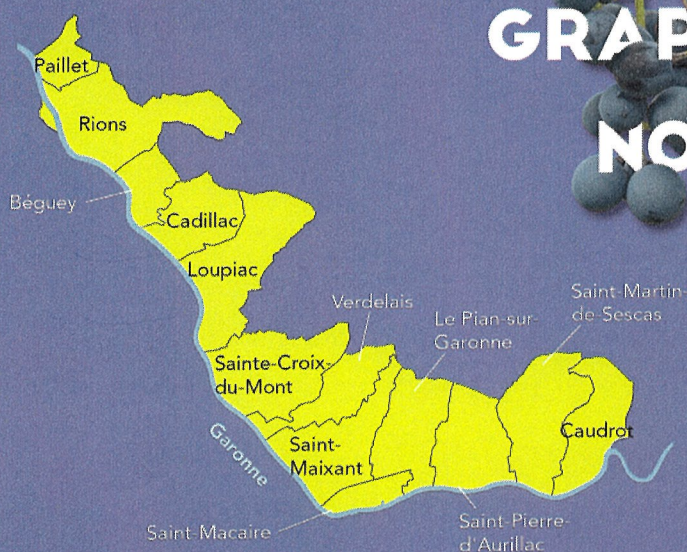 GRAP
NO
Paillet
Rions
Béguey
Cadillac
Loupiac
Verdelais
Le Pian-sur-
Garonne
Saint-Martin-
de-Sescas
Sainte-Croix-
du-Mont
Garonne
Saint-
Maixant
Caudrot
Saint-Macaire
Saint-Pierre-
d'Aurillac